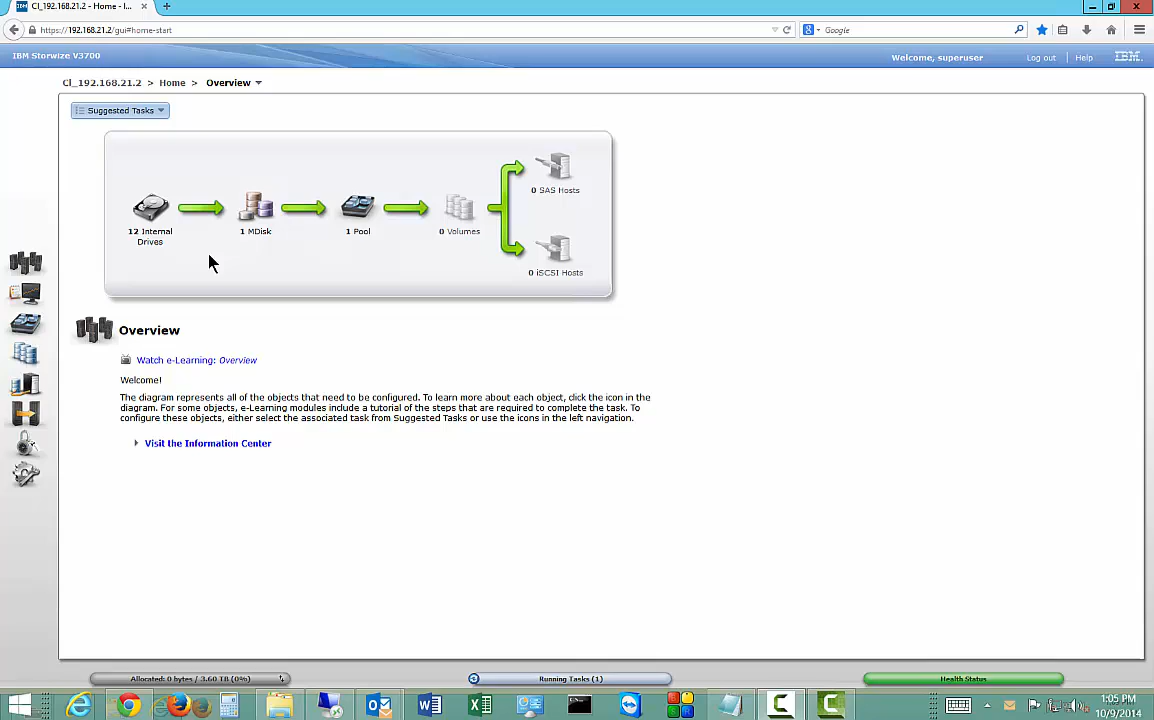 CI_192.168.21.2 - Home - I...
https://192.168.21.2/gui#home-start
Google
IBM Storwize V3700
Welcome, superuser
Log out
Help
IBM.
CI_192.168.21.2 > Home > Overview
Suggested Tasks
0 SAS Hosts
12 Internal
Drives
1 MDisk
1 Pool
0 Volumes
0 iSCSI Hosts
Overview
Watch e-Learning: Overview
Welcome!
The diagram represents all of the objects that need to be configured. To learn more about each object, click the icon in the
diagram. For some objects, e-Learning modules include a tutorial of the steps that are required to complete the task. To
configure these objects, either select the associated task from Suggested Tasks or use the icons in the left navigation.
Visit the Information Center
Allocated: 0 bytes / 3.60 TB (0%)
Running Tasks (1)
Health Status
1:05 PM
10/9/2014